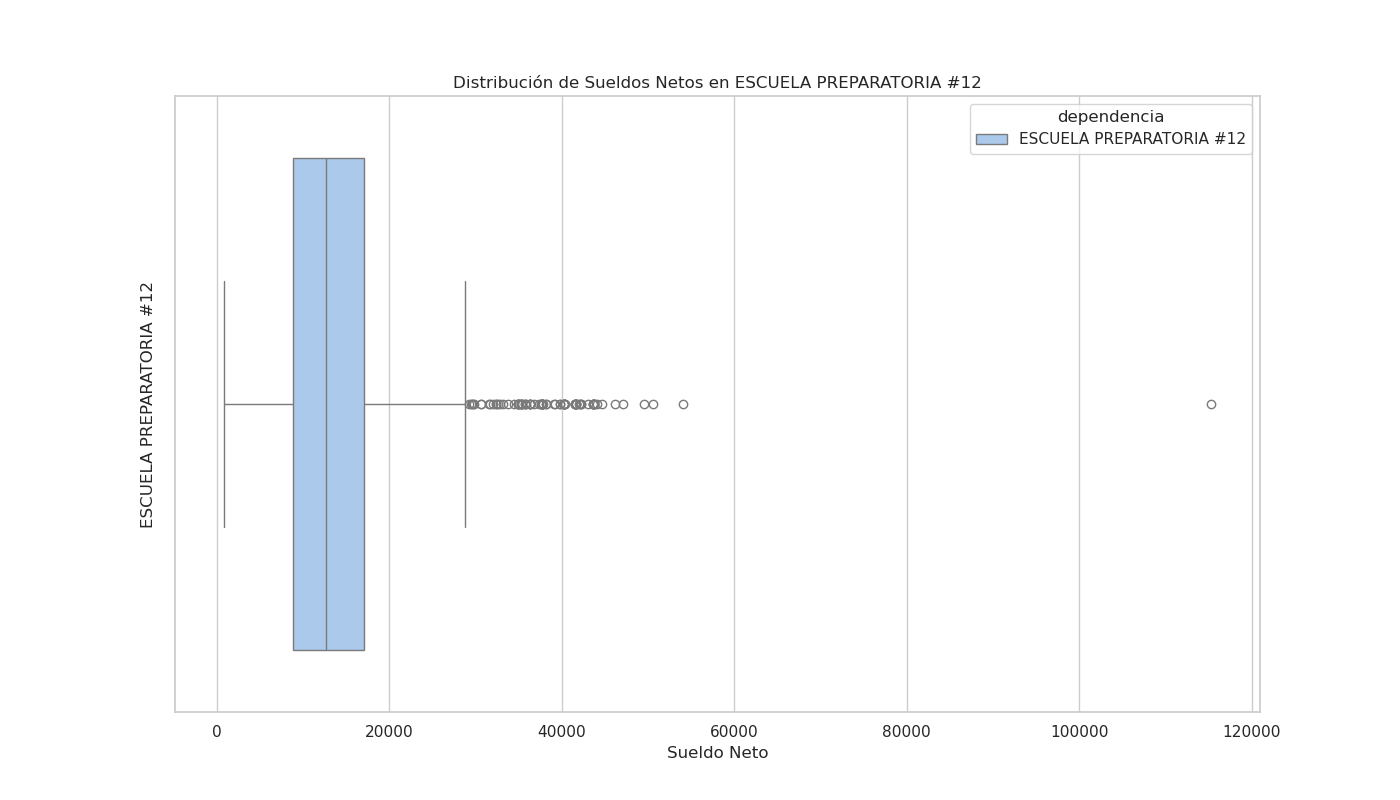 Distribución de Sueldos Netos en ESCUELA PREPARATORIA #12
dependencia
ESCUELA PREPARATORIA #12
ESCUELA PREPARATORIA #12
0
20000
40000
60000
80000
100000
120000
Sueldo Neto